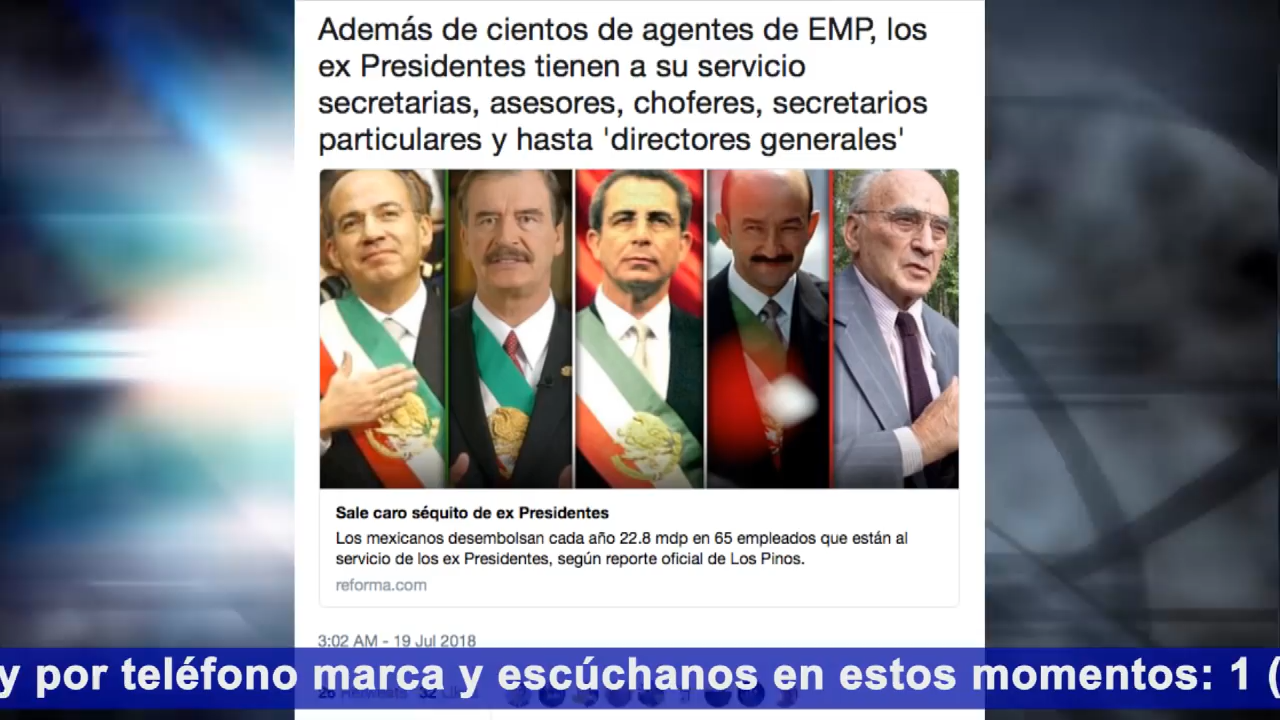 Además de cientos de agentes de EMP, los
ex Presidentes tienen a su servicio
secretarias, asesores, choferes, secretarios
particulares y hasta 'directores generales'
Sale caro séquito de ex Presidentes
Los mexicanos desembolsan cada año 22.8 mdp en 65 empleados que están al
servicio de los ex Presidentes, según reporte oficial de Los Pinos.
reforma.com
3:02 AM - 19 Jul 2018
y por teléfono marca y escúchanos en estos momentos: 1 (